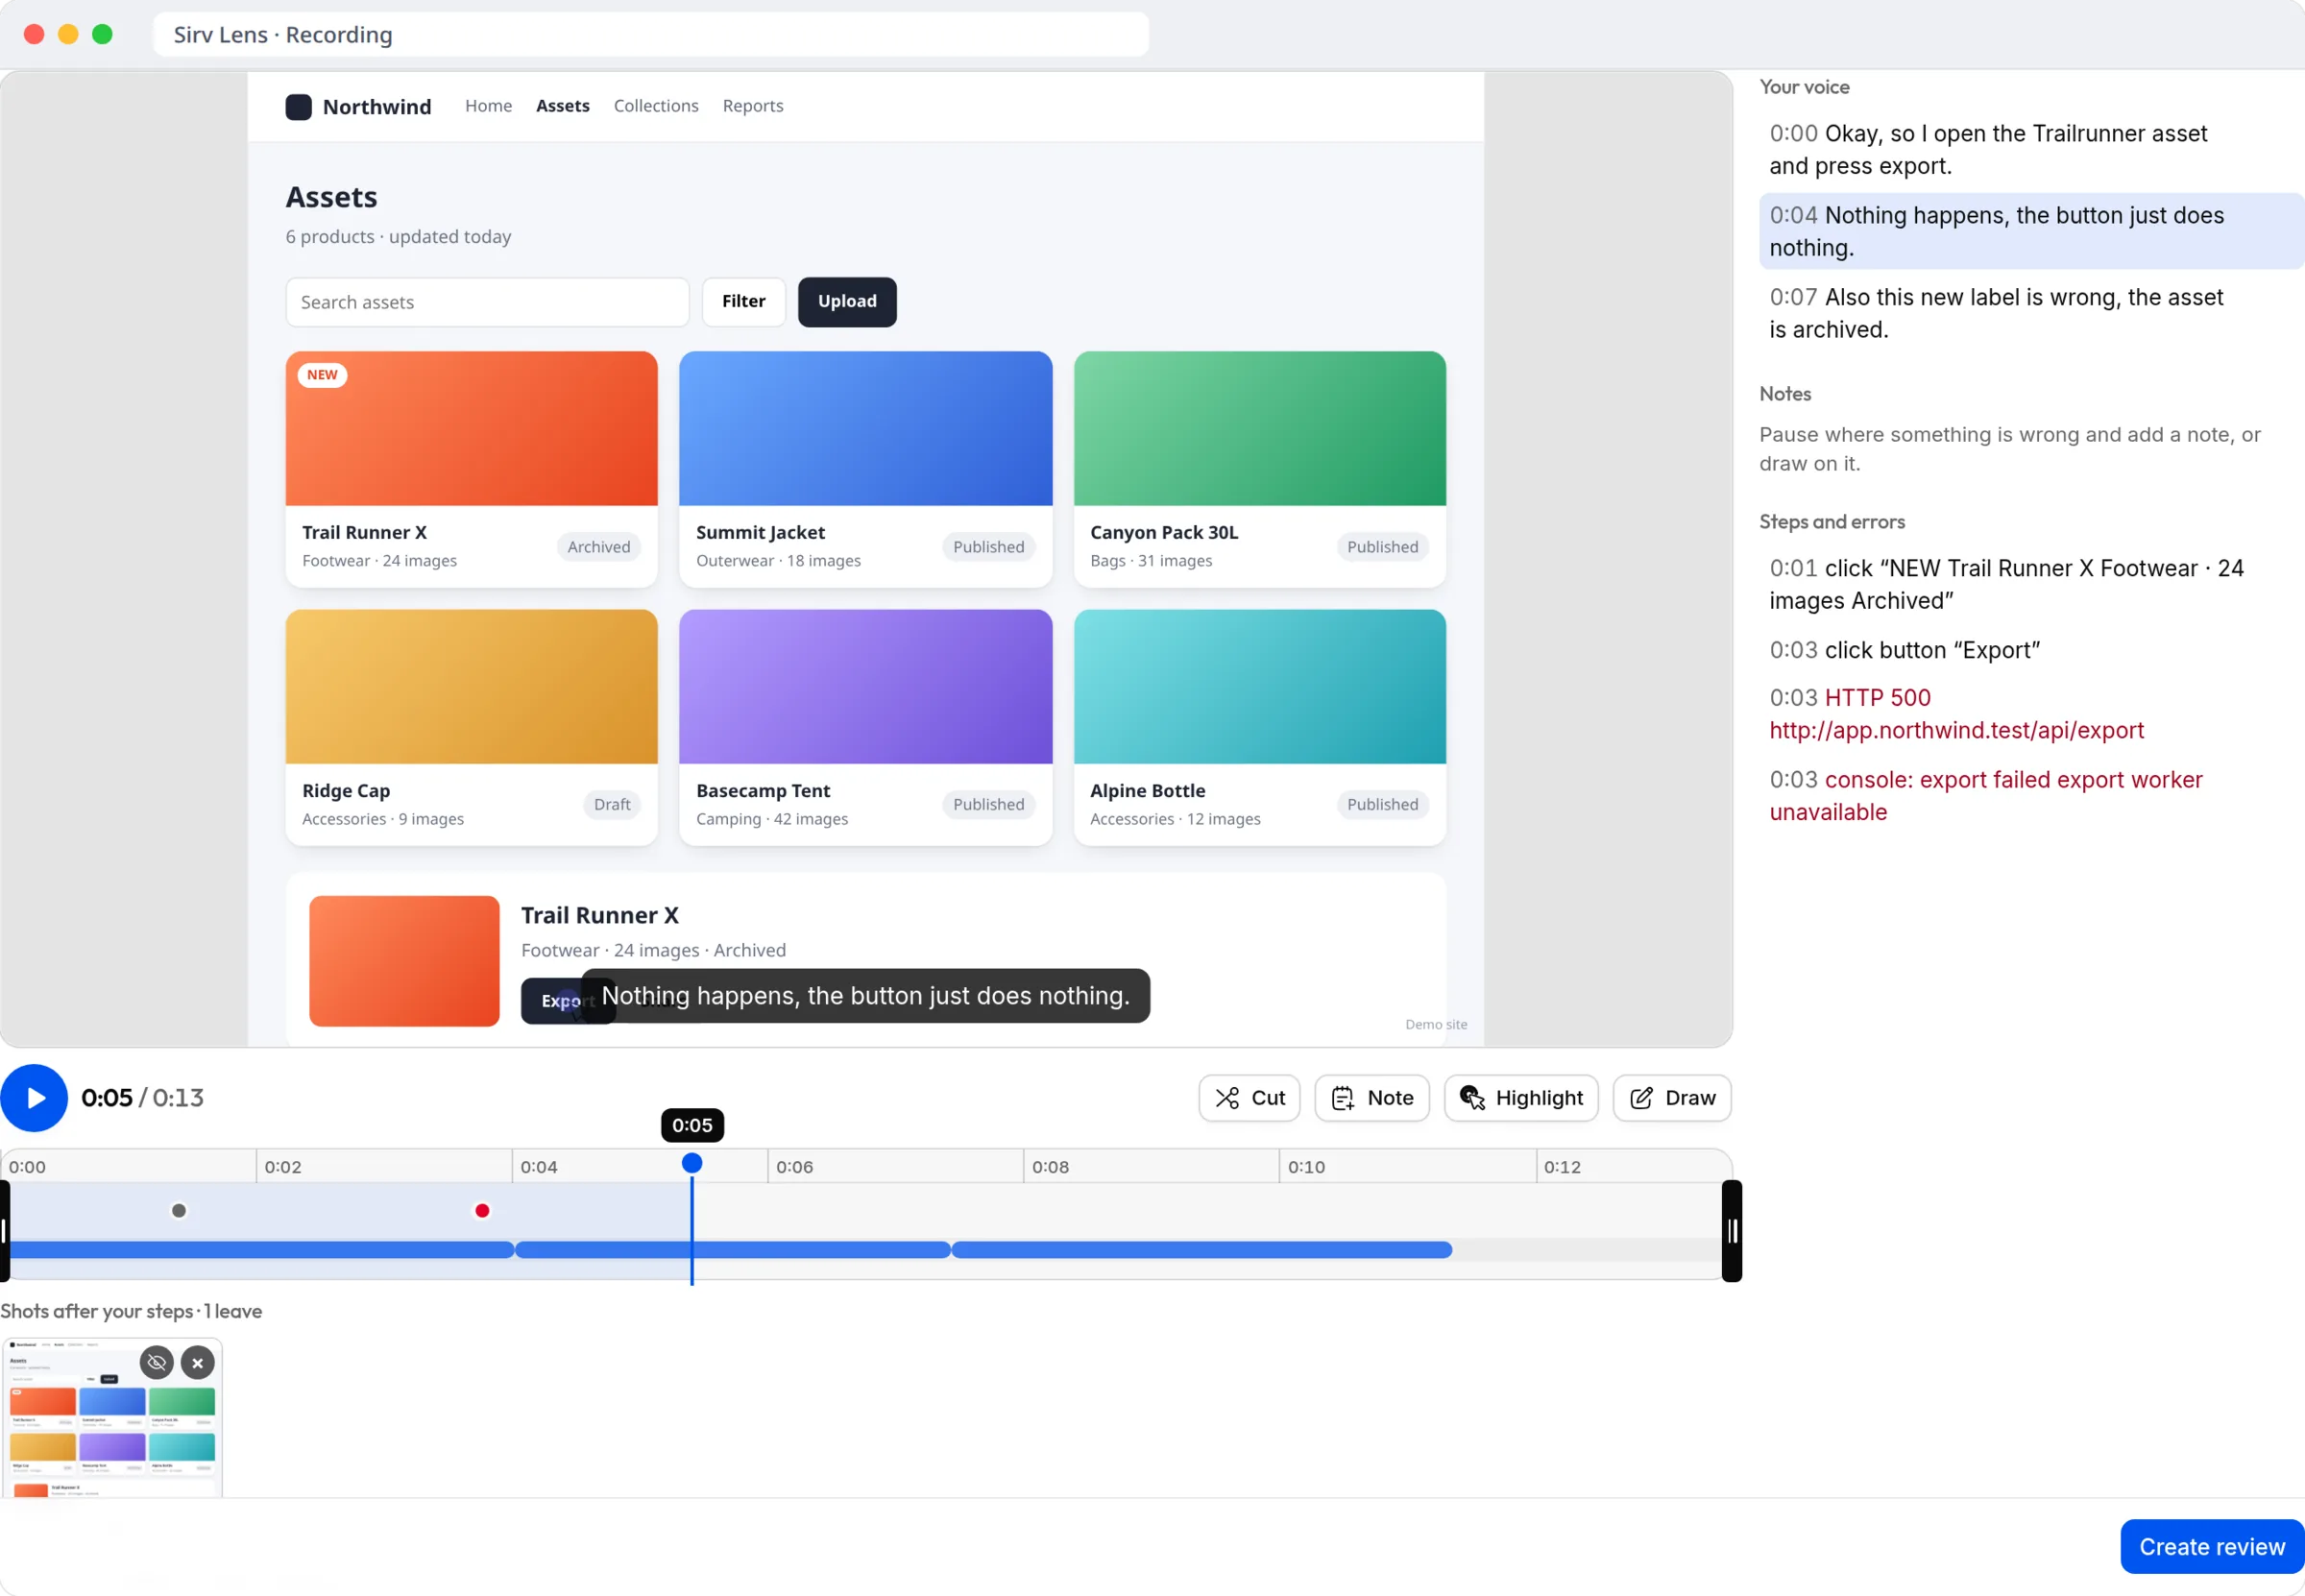 Sirv Lens · Recording
Northwind Home Assets Collections Reports
Assets
6 products · updated today
Search assets Filter Upload
NEW
Trail Runner X
Footwear · 24 images
Archived
Summit Jacket
Outerwear · 18 images
Published
Canyon Pack 30L
Bags · 31 images
Published
Ridge Cap
Accessories · 9 images
Draft
Basecamp Tent
Camping · 42 images
Published
Alpine Bottle
Accessories · 12 images
Published
Trail Runner X
Footwear · 24 images · Archived
Export
Nothing happens, the button just does nothing.
Demo site
0:05 / 0:13
Cut Note Highlight Draw
0:05
0:00 0:02 0:04 0:06 0:08 0:10 0:12
Shots after your steps · 1 leave
Your voice
0:00 Okay, so I open the Trailrunner asset
and press export.
0:04 Nothing happens, the button just does
nothing.
0:07 Also this new label is wrong, the asset
is archived.
Notes
Pause where something is wrong and add a note, or
draw on it.
Steps and errors
0:01 click “NEW Trail Runner X Footwear · 24
images Archived”
0:03 click button “Export”
0:03 HTTP 500
http://app.northwind.test/api/export
0:03 console: export failed export worker
unavailable
Create review